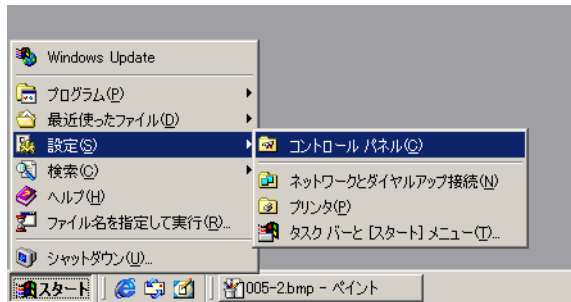 Windows Update
プログラム(P)
最近使ったファイル(D)
設定(S)
検索(C)
ヘルプ(H)
ファイル名を指定して実行(R)...
シャットダウン(U)...
コントロール パネル(C)
ネットワークとダイヤルアップ接続(N)
プリンタ(P)
タスク バーと [スタート] メニュー(T)...
スタート
005-2.bmp - ペイント